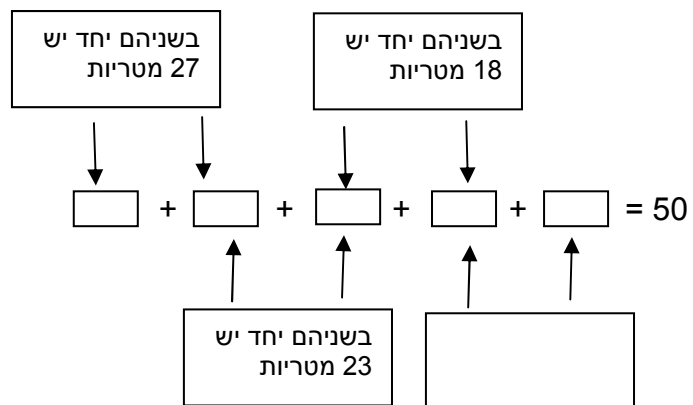 בשניהם יחד יש
27 מטריות
בשניהם יחד יש
18 מטריות
+ + + + = 50
בשניהם יחד יש
23 מטריות